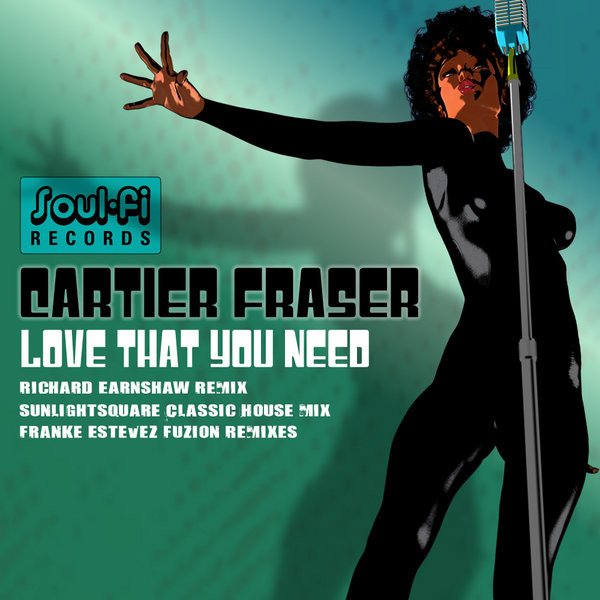 Soul·Fi
RECORDS
CARTIER FRASER
LOVE THAT YOU NEED
RICHARD EARNSHAW REMIX
SUNLIGHTSQUARE CLASSIC HOUSE MIX
FRANKE ESTEVEZ FUZION REMIXES